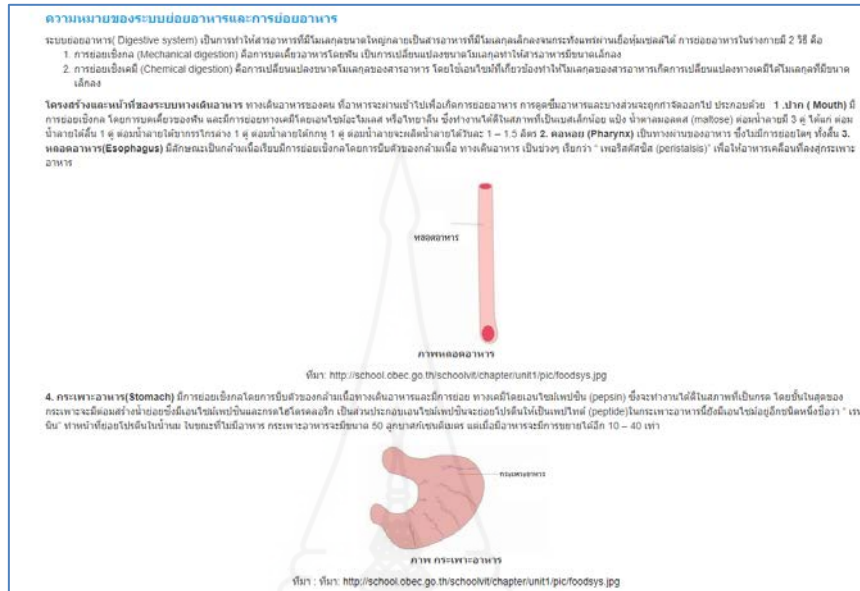 ความหมายของระบบย่อยอาหารและการย่อยอาหาร
ระบบย่อยอาหาร( Digestive system) เป็นการทำให้สารอาหารที่มีโมเลกุลขนาดใหญ่กลายเป็นสารอาหารที่มีโมเลกุลเล็กลงจนกระทั่งแพร่ผ่านเยื่อหุ้มเซลล์ได้ การย่อยอาหารในร่างกายมี 2 วิธี คือ
1. การย่อยเชิงกล (Mechanical digestion) คือการบดเคี้ยวอาหารโดยฟัน เป็นการเปลี่ยนแปลงขนาดโมเลกุลทำให้สารอาหารมีขนาดเล็กลง
2. การย่อยเชิงเคมี (Chemical digestion) คือการเปลี่ยนแปลงขนาดโมเลกุลของสารอาหาร โดยใช้เอนไซม์ที่เกี่ยวข้องทำให้โมเลกุลของสารอาหารเกิดการเปลี่ยนแปลงทางเคมีได้โมเลกุลที่มีขนาด
เล็กลง
โครงสร้างและหน้าที่ของระบบทางเดินอาหาร ทางเดินอาหารของคน ที่อาหารจะผ่านเข้าไปเพื่อเกิดการย่อยอาหาร การดูดซึมอาหารและบางส่วนจะถูกกำจัดออกไป ประกอบด้วย 1 .ปาก ( Mouth) มี
การย่อยเชิงกล โดยการบดเคี้ยวของฟัน และมีการย่อยทางเคมีโดยเอนไซม์อะไมเลส หรือไทยาลิน ซึ่งทำงานได้ดีในสภาพที่เป็นเบสเล็กน้อย แป้ง น้ำตาลมอลโตส (maltose) ต่อมน้ำลายมี 3 คู่ ได้แก่ ต่อม
น้ำลายใต้ลิ้น 1 คู่ ต่อมน้ำลายใต้ขากรรไกรล่าง 1 คู่ ต่อมน้ำลายใต้กกหู 1 คู่ ต่อมน้ำลายจะผลิตน้ำลายได้วันละ 1 – 1.5 ลิตร 2. คอหอย (Pharynx) เป็นทางผ่านของอาหาร ซึ่งไม่มีการย่อยใดๆ ทั้งสิ้น 3.
หลอดอาหาร(Esophagus) มีลักษณะเป็นกล้ามเนื้อเรียบมีการย่อยเชิงกลโดยการบีบตัวของกล้ามเนื้อ ทางเดินอาหาร เป็นช่วงๆ เรียกว่า “ เพอริสตัลซิส (peristalsis)” เพื่อให้อาหารเคลื่อนที่ลงสู่กระเพาะ
อาหาร
หลอดอาหาร
ภาพหลอดอาหาร
ที่มา: http://school.obec.go.th/schoolvit/chapter/unit1/pic/foodsys.jpg
4. กระเพาะอาหาร(Stomach) มีการย่อยเชิงกลโดยการบีบตัวของกล้ามเนื้อทางเดินอาหารและมีการย่อย ทางเคมีโดยเอนไซม์เพปซิน (pepsin) ซึ่งจะทำงานได้ดีในสภาพที่เป็นกรด โดยชั้นในสุดของ
กระเพาะจะมีต่อมสร้างน้ำย่อยซึ่งมีเอนไซม์เพปซินและกรดไฮโดรคลอริก เป็นส่วนประกอบเอนไซม์เพปซินจะย่อยโปรตีนให้เป็นเพปไทด์ (peptide)ในกระเพาะอาหารนี้ยังมีเอนไซม์อยู่อีกชนิดหนึ่งชื่อว่า “ เรน
นิน” ทำหน้าที่ย่อยโปรตีนในน้ำนม ในขณะที่ไม่มีอาหาร กระเพาะอาหารจะมีขนาด 50 ลูกบาศก์เซนติเมตร แต่เมื่อมีอาหารจะมีการขยายได้อีก 10 – 40 เท่า
กระเพาะอาหาร
ภาพ กระเพาะอาหาร
ที่มา : ที่มา: http://school.obec.go.th/schoolvit/chapter/unit1/pic/foodsys.jpg